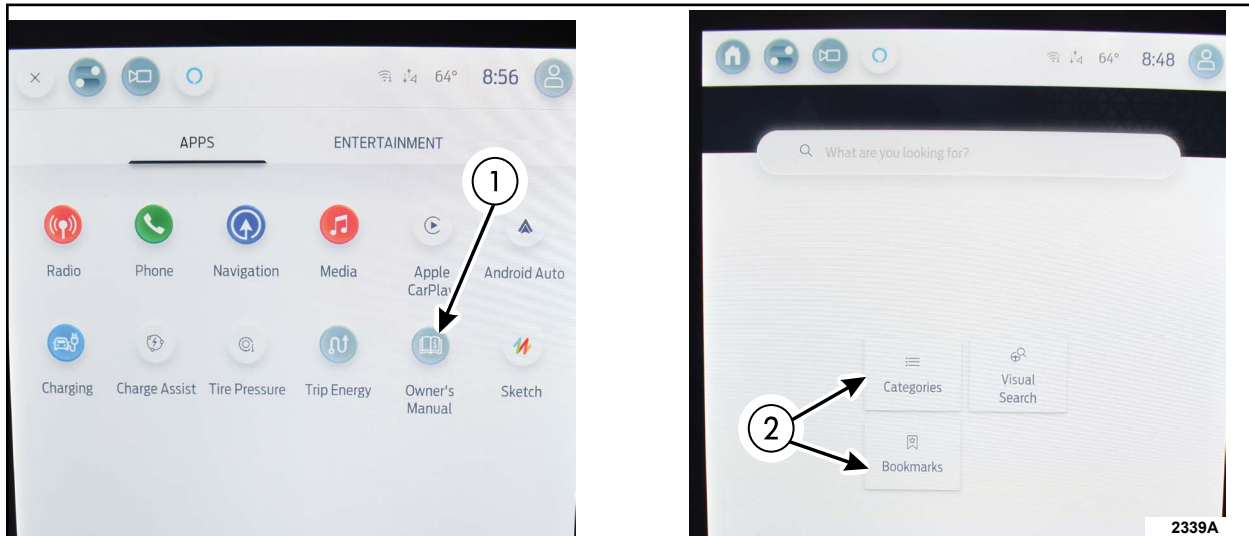 64° 8:56
APPS ENTERTAINMENT
1
Radio Phone Navigation Media Apple CarPlay Android Auto
Charging Charge Assist Tire Pressure Trip Energy Owner's Manual Sketch
64° 8:48
What are you looking for?
Categories
Visual
Search
2
Bookmarks
2339A